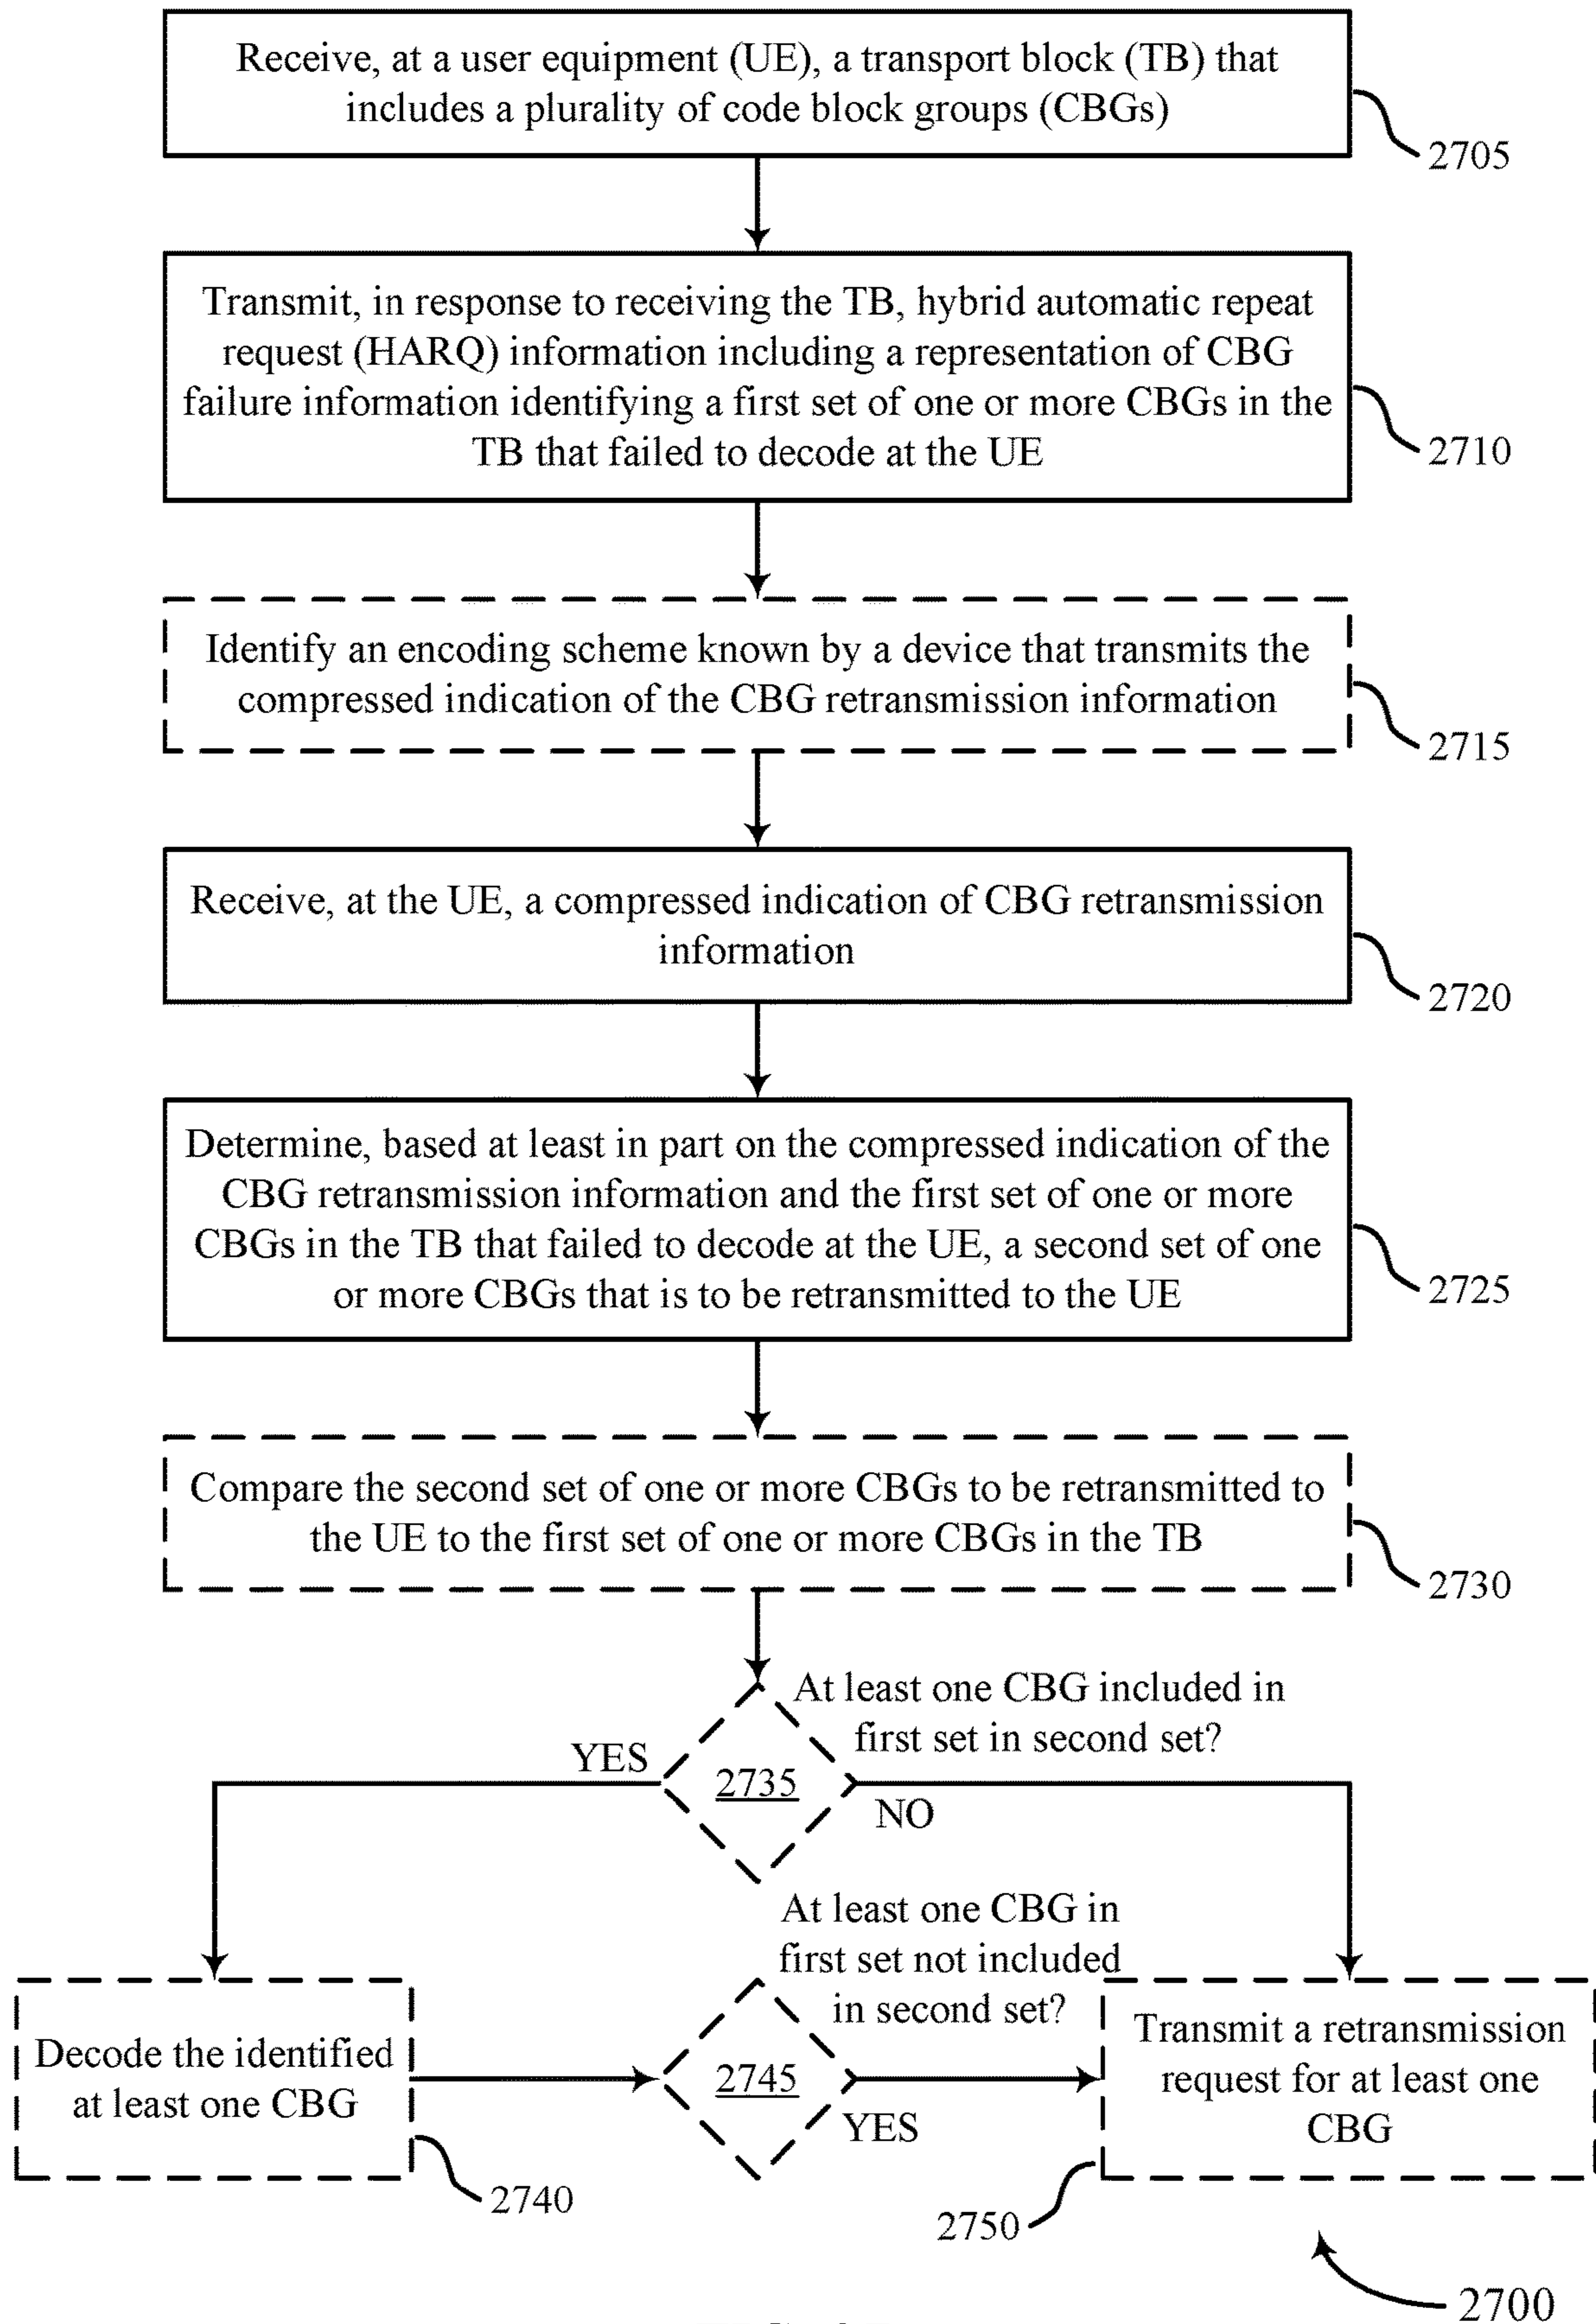 Receive, at a user equipment (UE), a transport block (TB) that
includes a plurality of code block groups (CBGs)
2705
Transmit, in response to receiving the TB, hybrid automatic repeat
request (HARQ) information including a representation of CBG
failure information identifying a first set of one or more CBGs in the
TB that failed to decode at the UE
2710
Identify an encoding scheme known by a device that transmits the
compressed indication of the CBG retransmission information
2715
Receive, at the UE, a compressed indication of CBG retransmission
information
2720
Determine, based at least in part on the compressed indication of the
CBG retransmission information and the first set of one or more
CBGs in the TB that failed to decode at the UE, a second set of one
or more CBGs that is to be retransmitted to the UE
2725
Compare the second set of one or more CBGs to be retransmitted to
the UE to the first set of one or more CBGs in the TB
2730
At least one CBG included in
first set in second set?
YES
2735
NO
At least one CBG in
first set not included
in second set?
Decode the identified
at least one CBG
2740
2745
YES
Transmit a retransmission
request for at least one
CBG
2750
2700